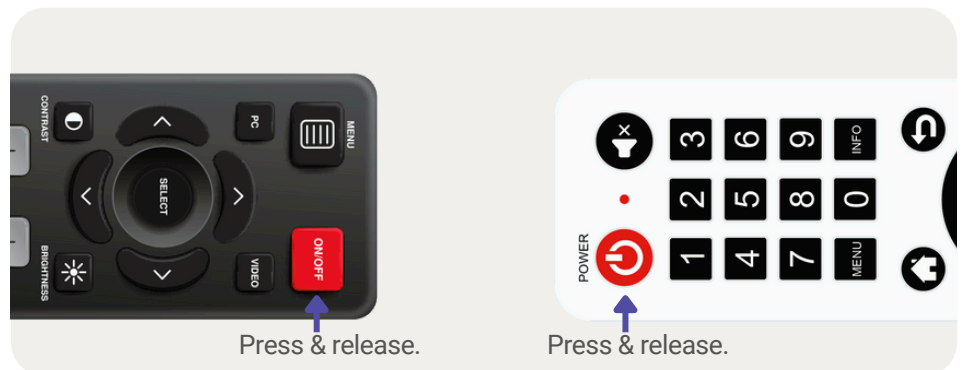 CONTRAST
PC
MENU
SELECT
BRIGHTNESS
VIDEO
ON/OFF
Press & release.
POWER
1
2
3
4
5
6
7
8
9
MENU
0
INFO
Press & release.